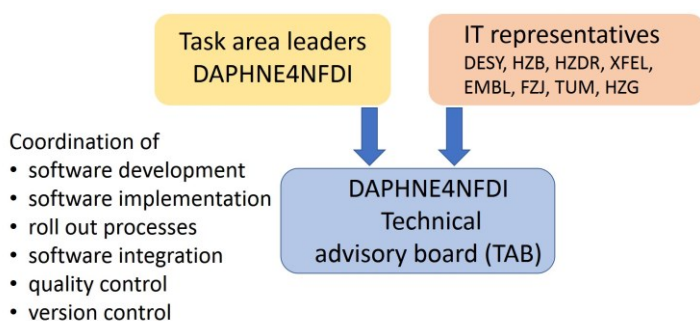 Task area leaders
DAPHNE4NFDI
IT representatives
DESY, HZB, HZDR, XFEL,
EMBL, FZJ, TUM, HZG
Coordination of
• software development
• software implementation
• roll out processes
• software integration
• quality control
• version control
DAPHNE4NFDI
Technical
advisory board (TAB)